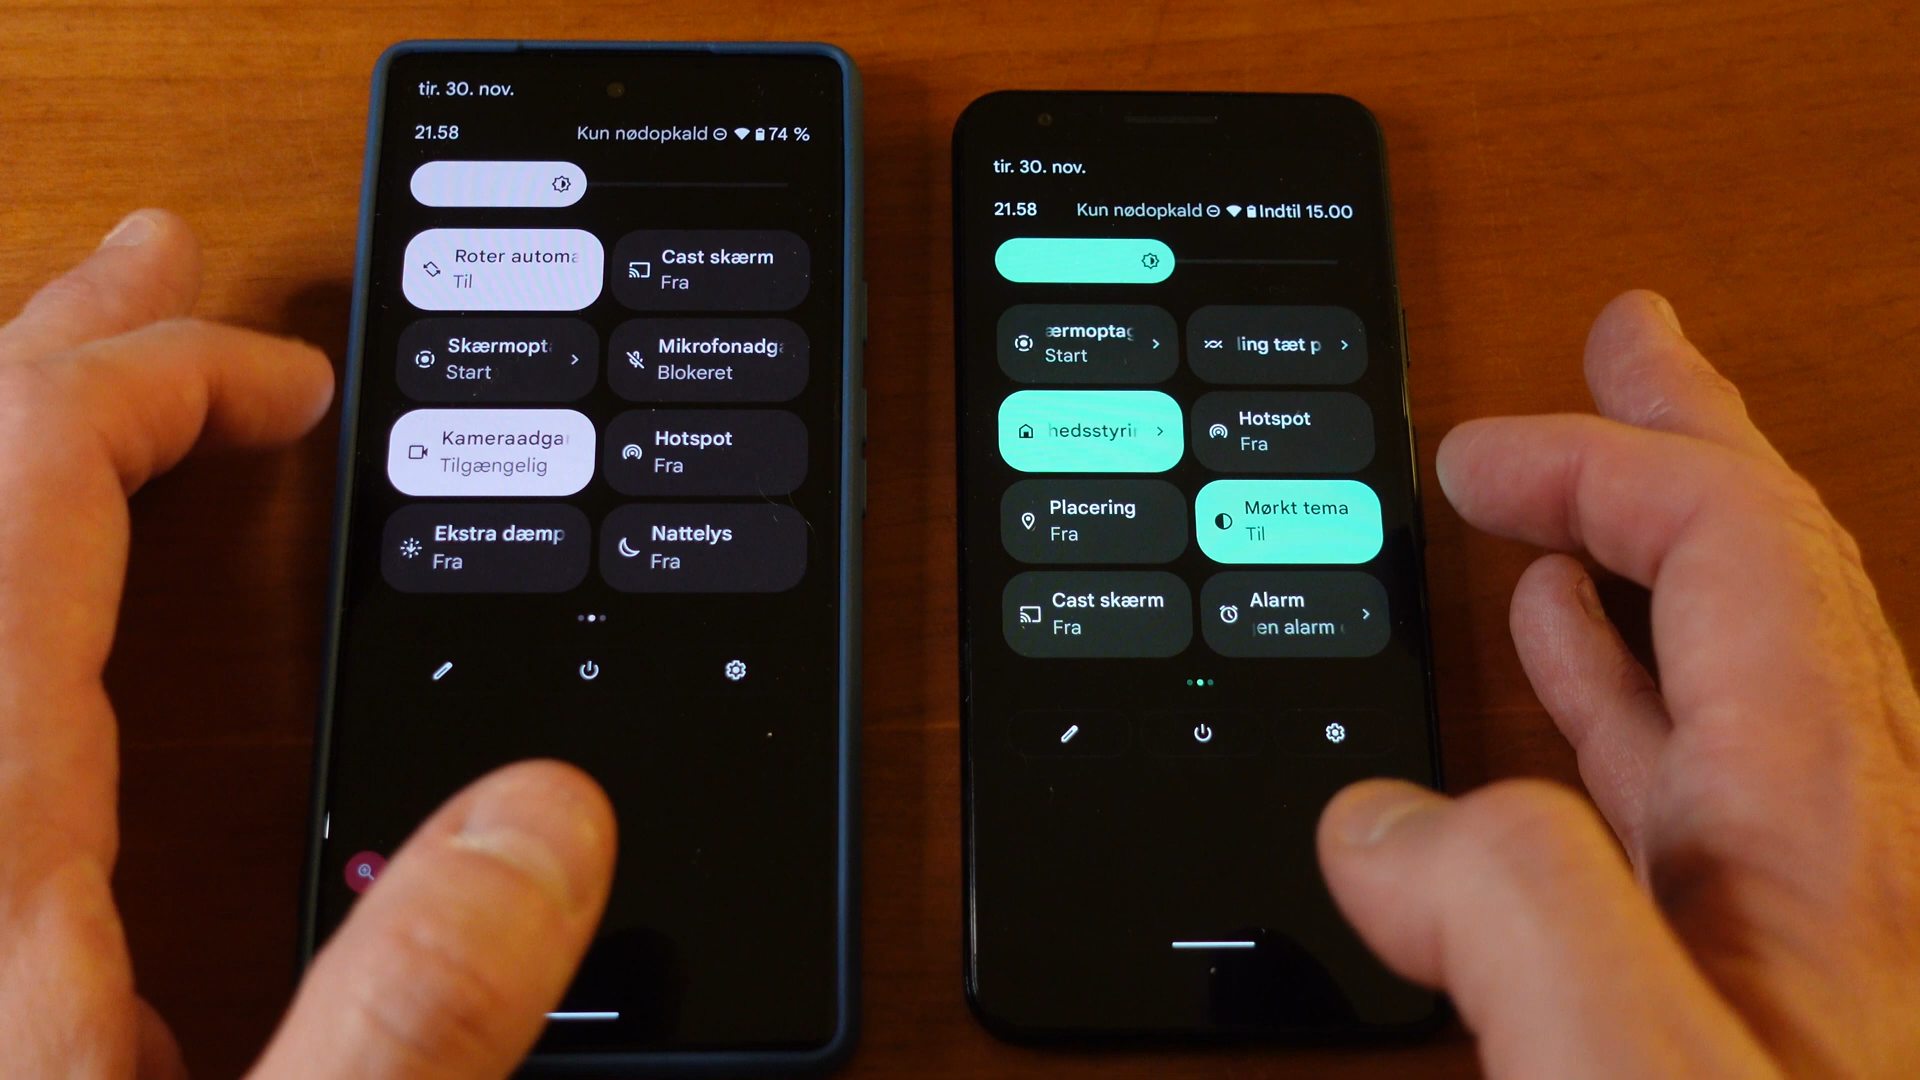 tir. 30. nov.
21.58 Kun nødopkald 74 %
Roter automa
Til
Cast skærm
Fra
Skærmopt
Start
Mikrofonadg
Blokeret
Kameraadga
Tilgængelig
Hotspot
Fra
Ekstra dæmp
Fra
Nattelys
Fra
tir. 30. nov.
21.58 Kun nødopkald Indtil 15.00
ærmoptag
Start
ling tæt p
hedsstyrin
Hotspot
Fra
Placering
Fra
Mørkt tema
Til
Cast skærm
Fra
Alarm
en alarm